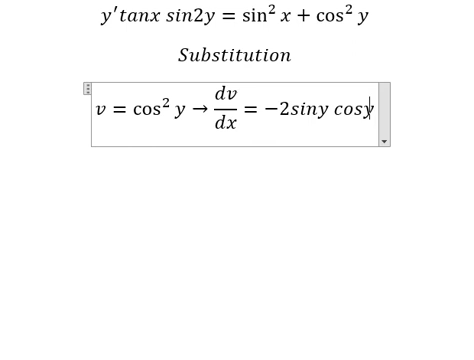 y′tanx sin2y = sin² x + cos² y
Substitution
v = cos² y → dv/dx = −2siny cosy